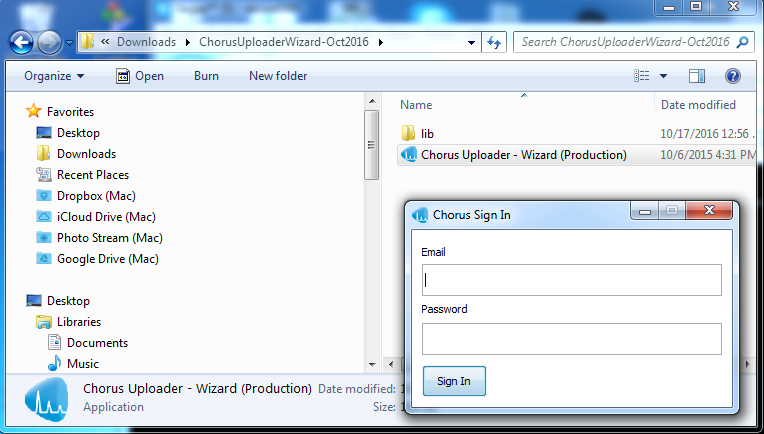 « Downloads ▸ ChorusUploaderWizard-Oct2016 ▸
Search ChorusUploaderWizard-Oct2016
Organize ▾ Open Burn New folder
Favorites
Desktop
Downloads
Recent Places
Dropbox (Mac)
iCloud Drive (Mac)
Photo Stream (Mac)
Google Drive (Mac)
Desktop
Libraries
Documents
Music
Name Date modified
lib 10/17/2016 12:56
Chorus Uploader - Wizard (Production) 10/6/2015 4:31 PM
Chorus Sign In
Email
Password
Sign In
Chorus Uploader - Wizard (Production) Date modified:
Application Size: